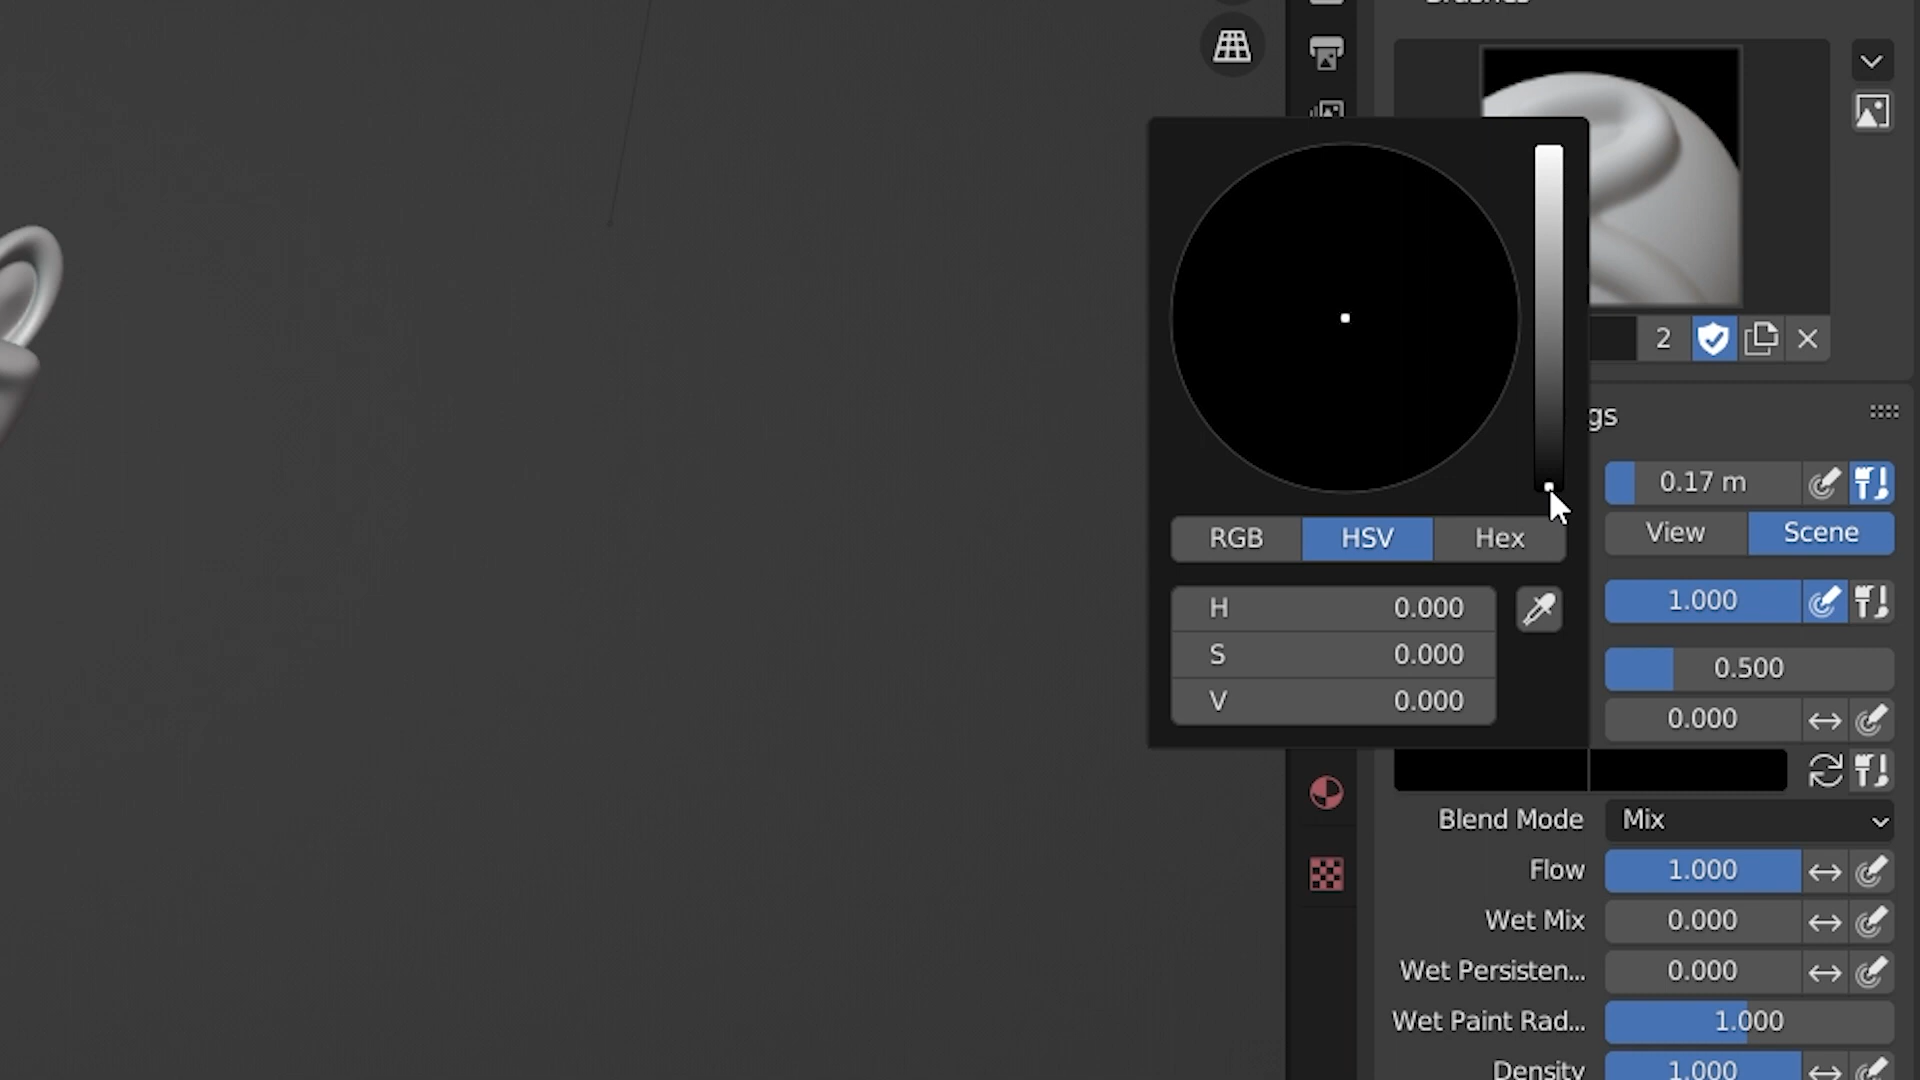 Brushes
2
gs
0.17 m
View Scene
RGB HSV Hex
1.000
H 0.000
S 0.000
V 0.000
0.500
0.000
Blend Mode Mix
Flow 1.000
Wet Mix 0.000
Wet Persisten... 0.000
Wet Paint Rad... 1.000
Density 1.000